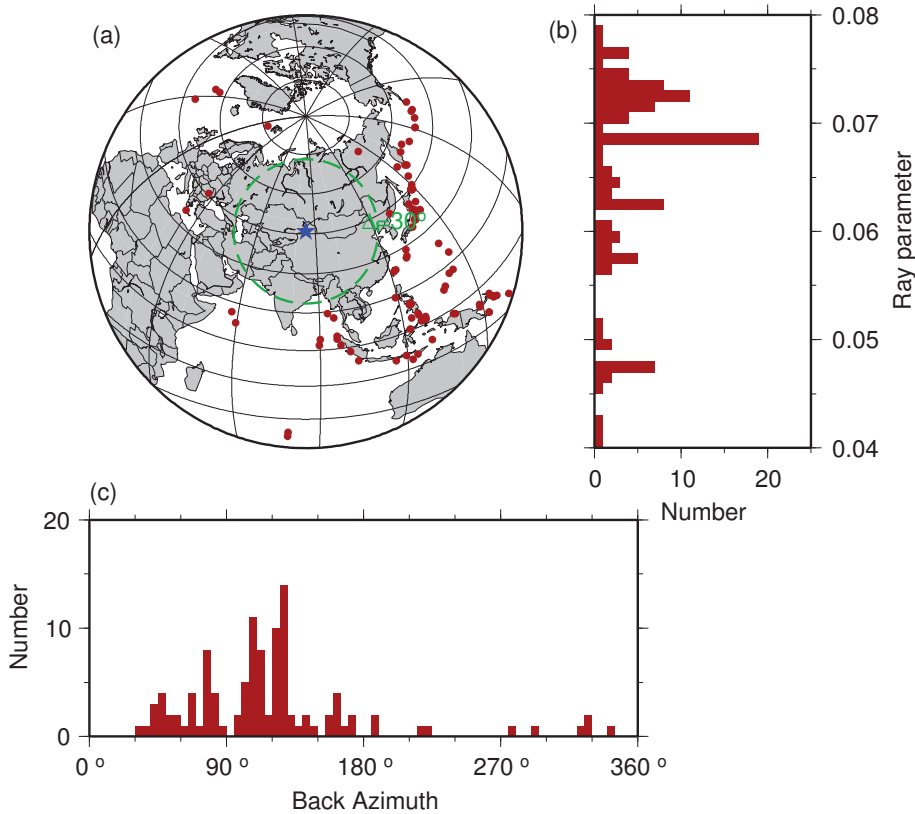 (a)
Δ=30°
(b)
0.08
0.07
0.06
0.05
0.04
Ray parameter
0
10
20
Number
(c)
20
10
0
Number
0 º
90 º
180 º
270 º
360 º
Back Azimuth